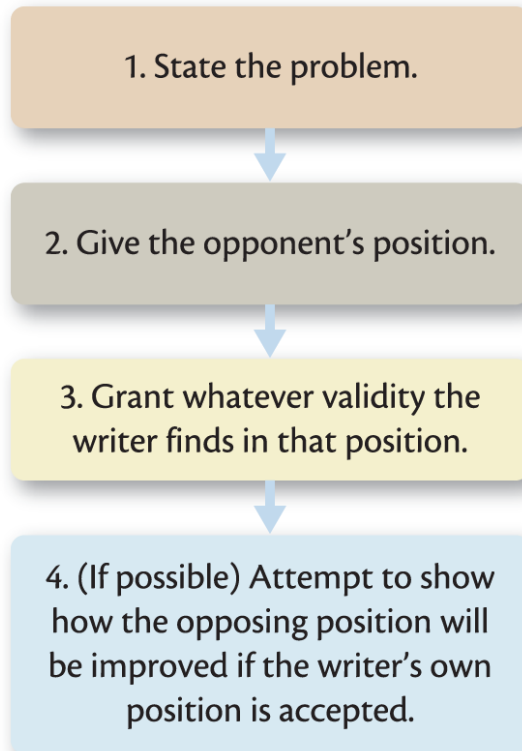 1. State the problem.
2. Give the opponent’s position.
3. Grant whatever validity the
writer finds in that position.
4. (If possible) Attempt to show
how the opposing position will
be improved if the writer’s own
position is accepted.